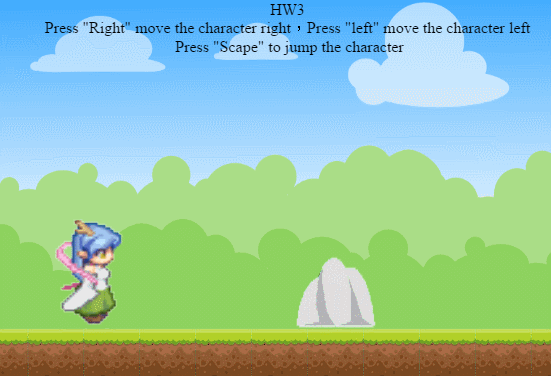 HW3
Press "Right" move the character right，Press "left" move the character left
Press "Scape" to jump the character